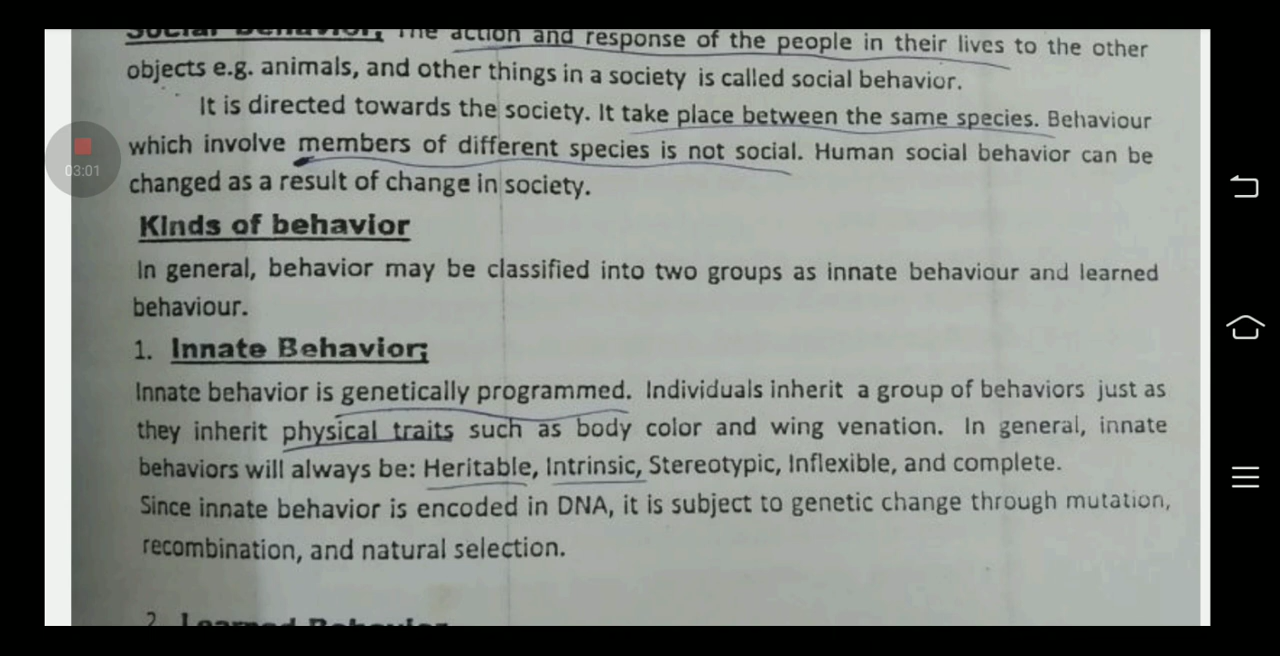 Social Behavior; The action and response of the people in their lives to the other
objects e.g. animals, and other things in a society is called social behavior.
It is directed towards the society. It take place between the same species. Behaviour
which involve members of different species is not social. Human social behavior can be
03:01
changed as a result of change in society.
Kinds of behavior
In general, behavior may be classified into two groups as innate behaviour and learned
behaviour.
1. Innate Behavior;
Innate behavior is genetically programmed. Individuals inherit a group of behaviors just as
they inherit physical traits such as body color and wing venation. In general, innate
behaviors will always be: Heritable, Intrinsic, Stereotypic, Inflexible, and complete.
Since innate behavior is encoded in DNA, it is subject to genetic change through mutation,
recombination, and natural selection.
2. Learned Behavior